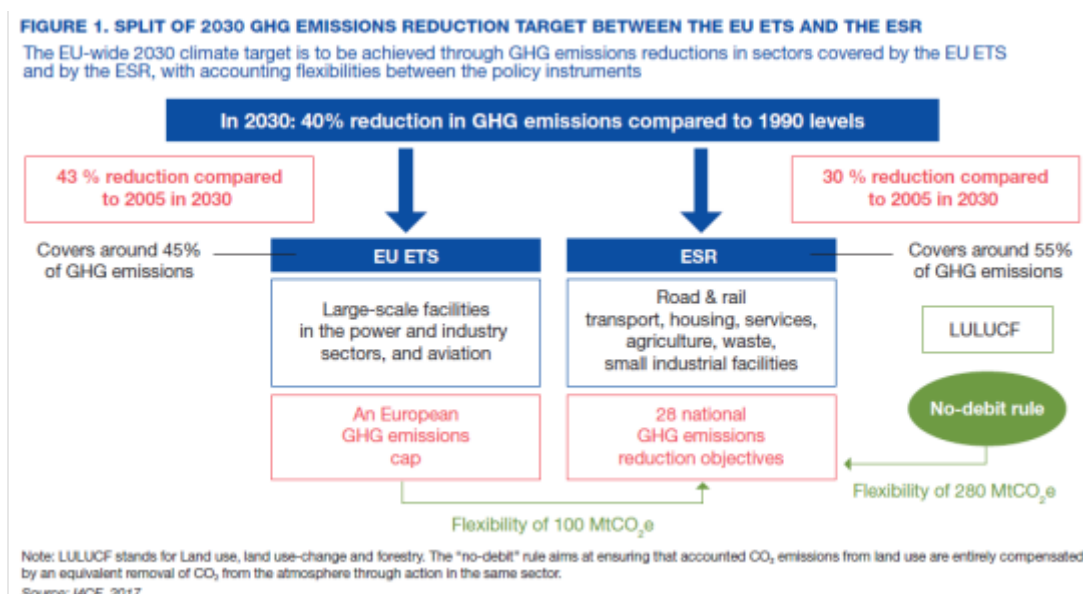 FIGURE 1. SPLIT OF 2030 GHG EMISSIONS REDUCTION TARGET BETWEEN THE EU ETS AND THE ESR
The EU-wide 2030 climate target is to be achieved through GHG emissions reductions in sectors covered by the EU ETS
and by the ESR, with accounting flexibilities between the policy instruments
In 2030: 40% reduction in GHG emissions compared to 1990 levels
43 % reduction compared
to 2005 in 2030
30 % reduction compared
to 2005 in 2030
Covers around 45%
of GHG emissions
EU ETS
ESR
Covers around 55%
of GHG emissions
Large-scale facilities
in the power and industry
sectors, and aviation
Road & rail
transport, housing, services,
agriculture, waste,
small industrial facilities
LULUCF
No-debit rule
An European
GHG emissions
cap
28 national
GHG emissions
reduction objectives
Flexibility of 280 MtCO₂e
Flexibility of 100 MtCO₂e
Note: LULUCF stands for Land use, land use-change and forestry. The "no-debit" rule aims at ensuring that accounted CO₂ emissions from land use are entirely compensated
by an equivalent removal of CO₂ from the atmosphere through action in the same sector.
Source: I4CE, 2017